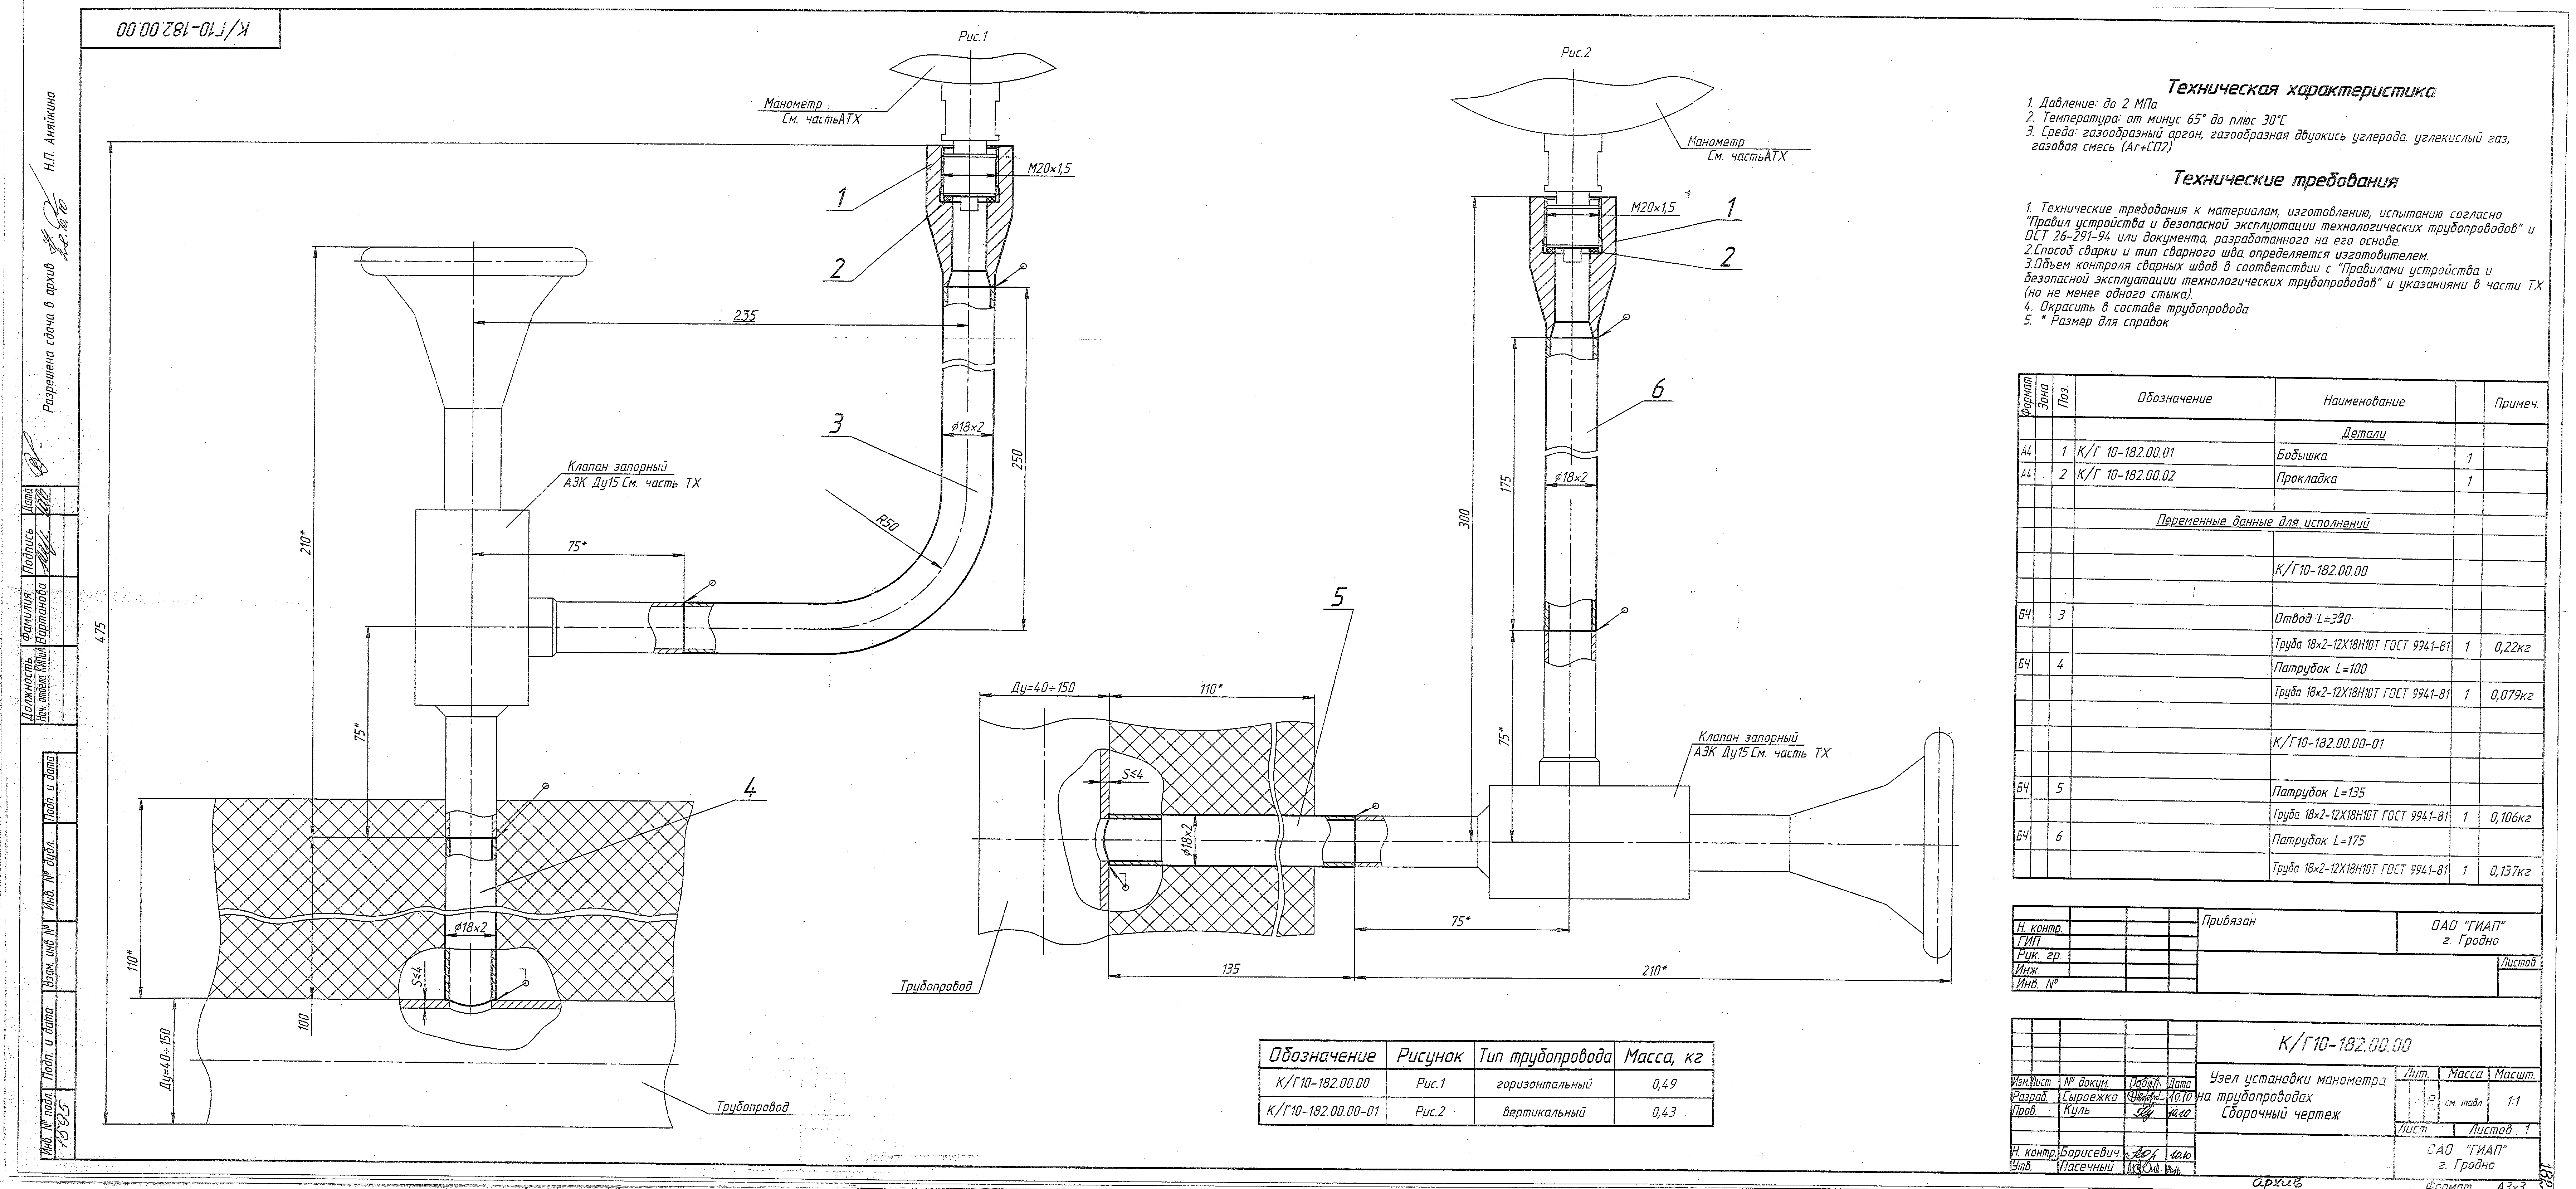 К/Г10-182.00.00
Разрешена сдача в архив
28.10.10
Н.П. Аняйкина
Должность
Фамилия
Подпись
Дата
Нач. отдела КИПиА
Вартанова
Инв. № подл.
Подп. и дата
Взам. инв №
Инв. № дубл.
Подп. и дата
1595
Рис.1
Манометр
См. частьАТХ
М20×1,5
1
2
235
3
φ18×2
250
Клапан запорный
АЗК Ду15 См. часть ТХ
210*
475
75*
R50
75*
4
110*
φ18×2
S≤4
100
Ду=40÷150
Трубопровод
Рис.2
Манометр
См. частьАТХ
М20×1,5
1
2
6
175
300
φ18×2
5
Ду=40÷150
110*
75*
Клапан запорный
АЗК Ду15 См. часть ТХ
S≤4
φ18×2
75*
135
210*
Трубопровод
Обозначение Рисунок Тип трубопровода Масса, кг
К/Г10-182.00.00 Рис.1 горизонтальный 0,49
К/Г10-182.00.00-01 Рис.2 вертикальный 0,43
Техническая характеристика
1. Давление: до 2 МПа
2. Температура: от минус 65° до плюс 30°С
3. Среда: газообразный аргон, газообразная двуокись углерода, углекислый газ,
газовая смесь (Ar+CO2)
Технические требования
1. Технические требования к материалам, изготовлению, испытанию согласно
"Правил устройства и безопасной эксплуатации технологических трубопроводов" и
ОСТ 26-291-94 или документа, разработанного на его основе.
2.Способ сварки и тип сварного шва определяется изготовителем.
3.Объем контроля сварных швов в соответствии с "Правилами устройства и
безопасной эксплуатации технологических трубопроводов" и указаниями в части ТХ
(но не менее одного стыка).
4. Окрасить в составе трубопровода
5. * Размер для справок
Формат Зона Поз. Обозначение Наименование Примеч.
Детали
А4 1 К/Г 10-182.00.01 Бобышка 1
А4 2 К/Г 10-182.00.02 Прокладка 1
Переменные данные для исполнений
К/Г10-182.00.00
БЧ 3 Отвод L=390
Труба 18×2-12Х18Н10Т ГОСТ 9941-81 1 0,22кг
БЧ 4 Патрубок L=100
Труба 18×2-12Х18Н10Т ГОСТ 9941-81 1 0,079кг
К/Г10-182.00.00-01
БЧ 5 Патрубок L=135
Труба 18×2-12Х18Н10Т ГОСТ 9941-81 1 0,106кг
БЧ 6 Патрубок L=175
Труба 18×2-12Х18Н10Т ГОСТ 9941-81 1 0,137кг
Привязан
ОАО "ГИАП"
г. Гродно
Н. контр.
ГИП
Рук. гр.
Инж.
Инв. №
Листов
К/Г10-182.00.00
Изм. Лист № докум. Подп. Дата
Разраб. Сыроежко 10.10
Пров. Куль 10.10
Н. контр. Борисевич 10.10
Утв. Пасечный
Узел установки манометра
на трубопроводах
Сборочный чертеж
Лит. Масса Масшт.
Р см. табл 1:1
Лист Листов 1
ОАО "ГИАП"
г. Гродно
архив
Формат А3×3